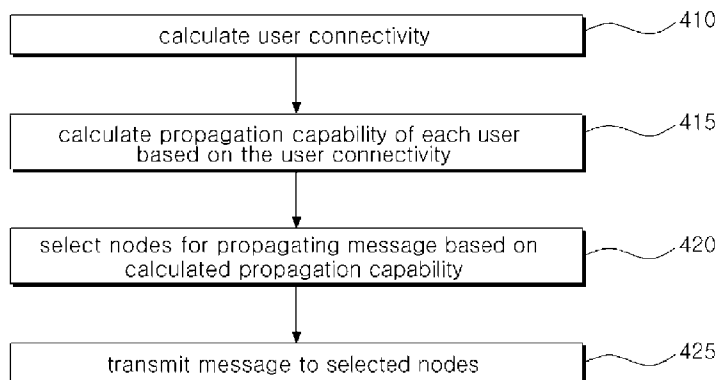 calculate user connectivity
410
calculate propagation capability of each user
based on the user connectivity
415
select nodes for propagating message based on
calculated propagation capability
420
transmit message to selected nodes
425